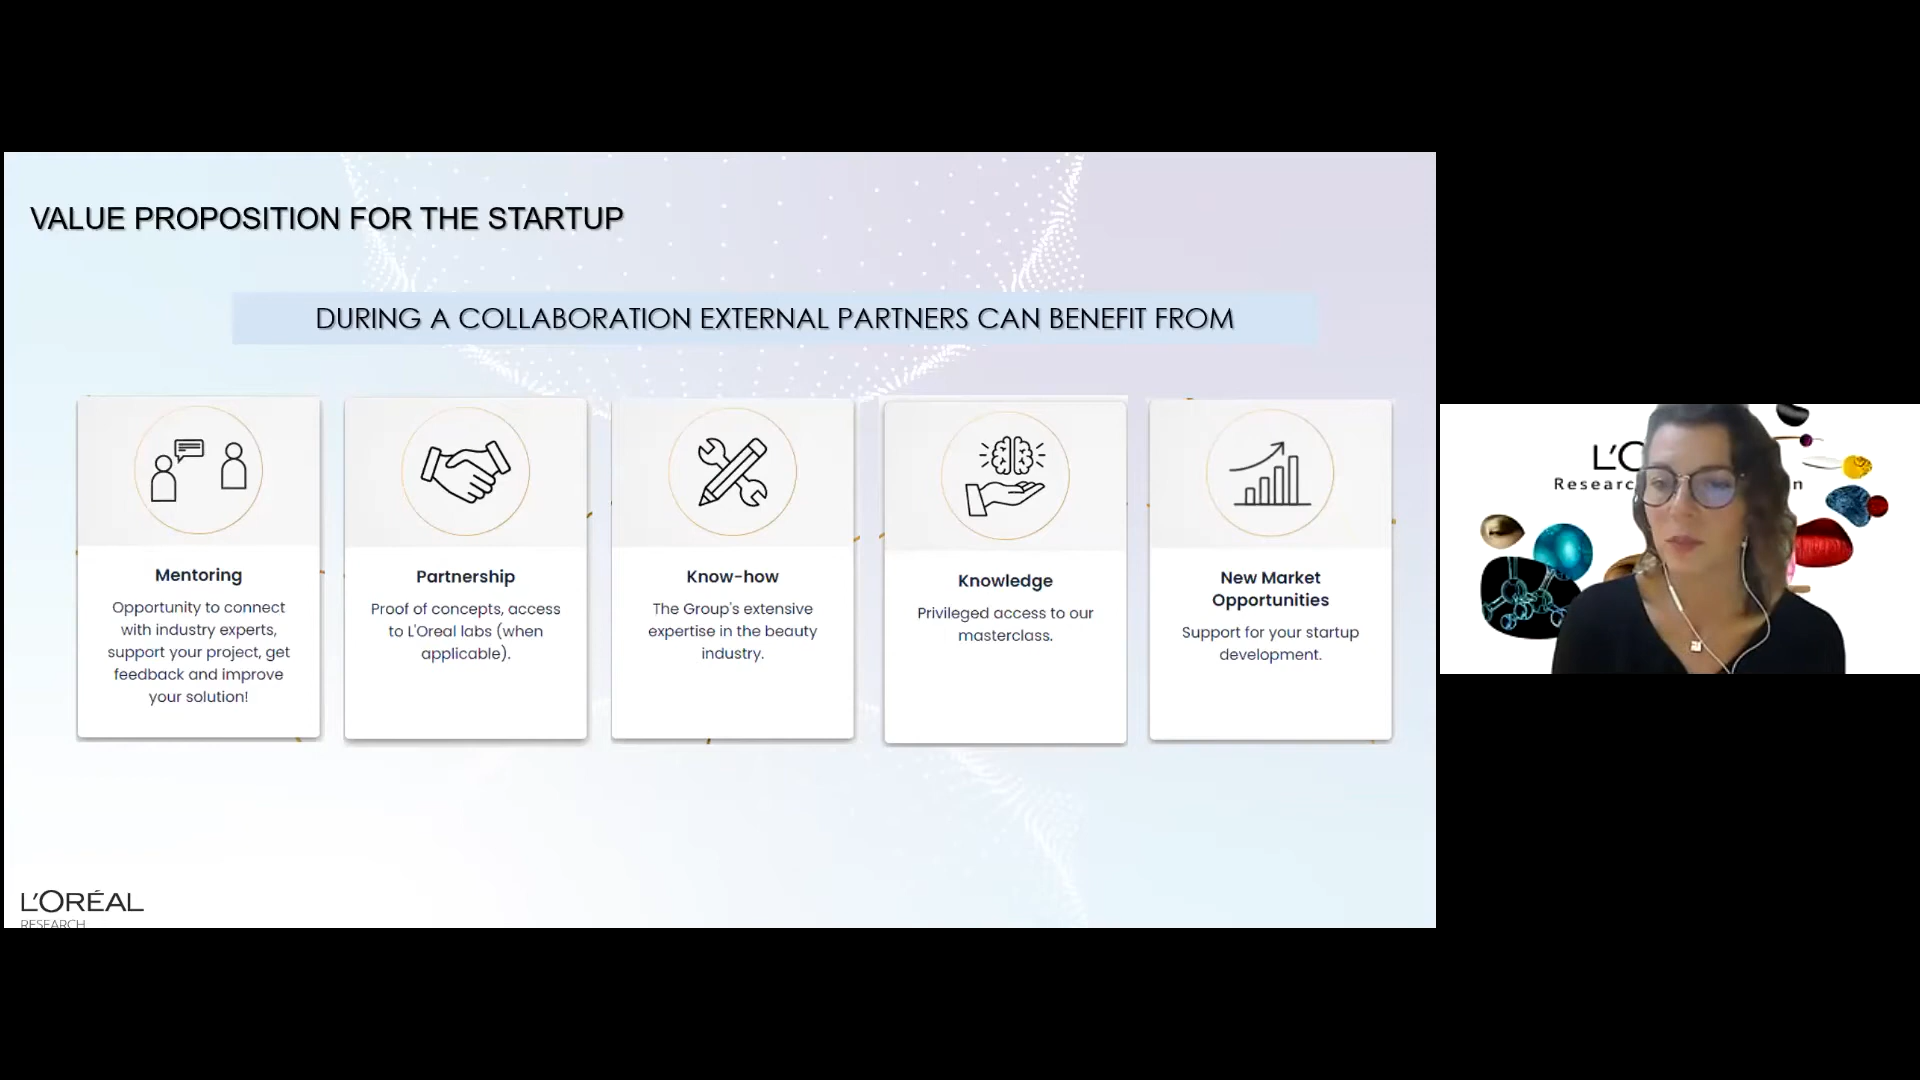 VALUE PROPOSITION FOR THE STARTUP
DURING A COLLABORATION EXTERNAL PARTNERS CAN BENEFIT FROM
Mentoring
Opportunity to connect
with industry experts,
support your project, get
feedback and improve
your solution!
Partnership
Proof of concepts, access
to L'Oreal labs (when
applicable).
Know-how
The Group's extensive
expertise in the beauty
industry.
Knowledge
Privileged access to our
masterclass.
New Market
Opportunities
Support for your startup
development.
L'ORÉAL
RESEARCH